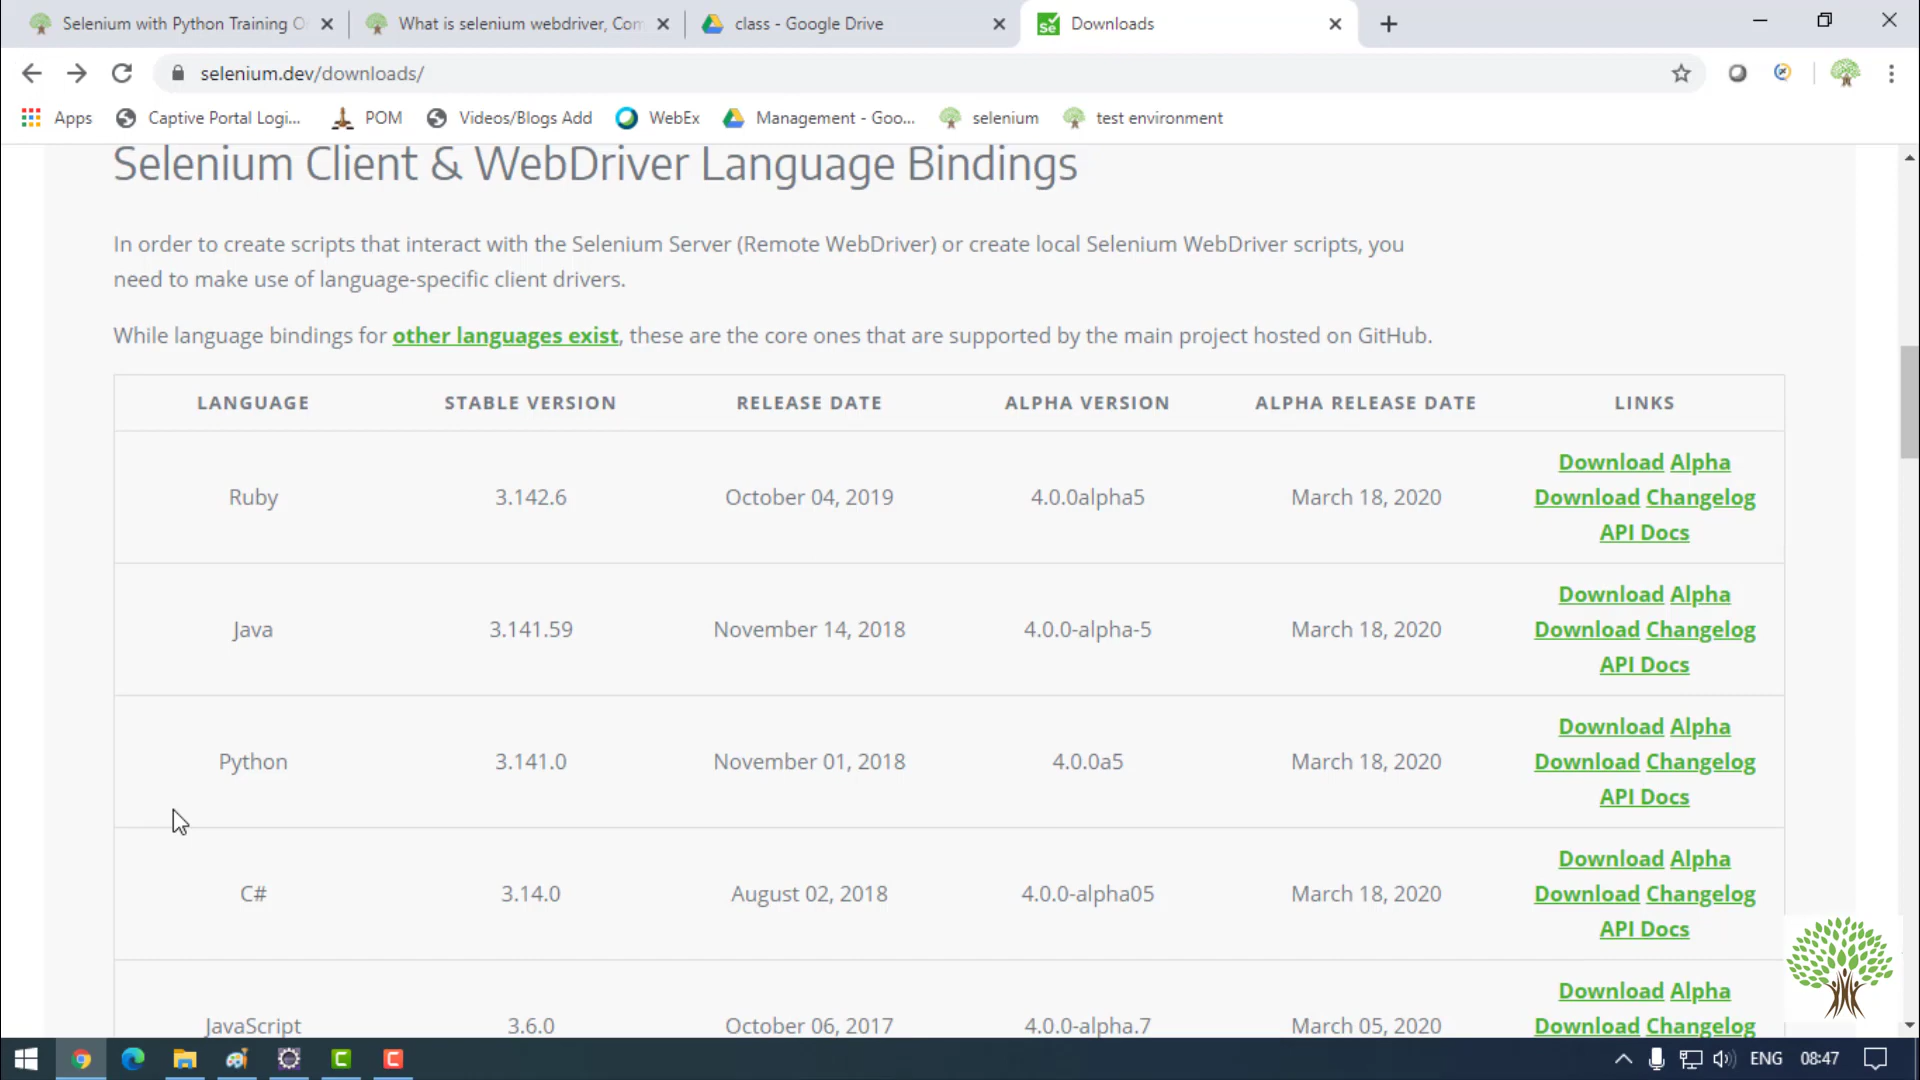 Selenium with Python Training O
What is selenium webdriver, Com
class - Google Drive
Se
Downloads
selenium.dev/downloads/
Apps
Captive Portal Logi...
POM
Videos/Blogs Add
WebEx
Management - Goo...
selenium
test environment
Selenium Client & WebDriver Language Bindings
In order to create scripts that interact with the Selenium Server (Remote WebDriver) or create local Selenium WebDriver scripts, you
need to make use of language-specific client drivers.
While language bindings for other languages exist, these are the core ones that are supported by the main project hosted on GitHub.
LANGUAGE STABLE VERSION RELEASE DATE ALPHA VERSION ALPHA RELEASE DATE LINKS
Download Alpha
Ruby 3.142.6 October 04, 2019 4.0.0alpha5 March 18, 2020 Download Changelog
API Docs
Download Alpha
Java 3.141.59 November 14, 2018 4.0.0-alpha-5 March 18, 2020 Download Changelog
API Docs
Download Alpha
Python 3.141.0 November 01, 2018 4.0.0a5 March 18, 2020 Download Changelog
API Docs
Download Alpha
C# 3.14.0 August 02, 2018 4.0.0-alpha05 March 18, 2020 Download Changelog
API Docs
Download Alpha
JavaScript 3.6.0 October 06, 2017 4.0.0-alpha.7 March 05, 2020 Download Changelog
ENG 08:47